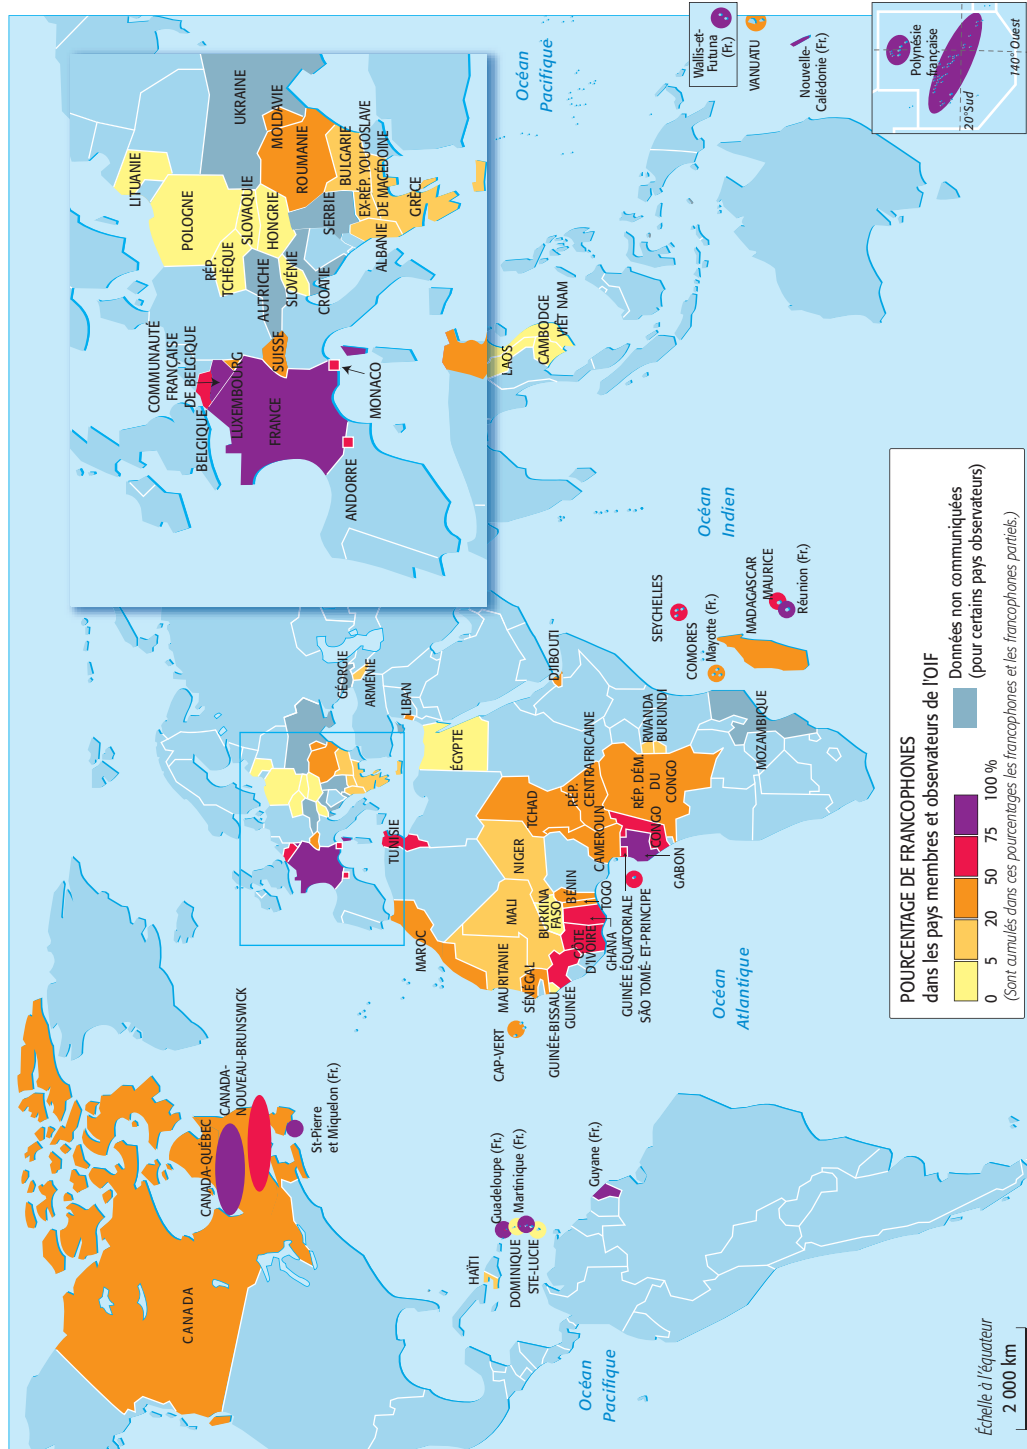 CANADA
CANADA-QUÉBEC
CANADA-
NOUVEAU-BRUNSWICK
St-Pierre
et Miquelon (Fr.)
HAÏTI
Guadeloupe (Fr.)
DOMINIQUE
Martinique (Fr.)
STE-LUCIE
Guyane (Fr.)
Océan
Pacifique
Océan
Atlantique
Échelle à l'équateur
2 000 km
MAROC
TUNISIE
CAP-VERT
MAURITANIE
SÉNÉGAL
GUINÉE-BISSAU
GUINÉE
MALI
BURKINA
FASO
CÔTE
D'IVOIRE
GHANA
TOGO
BÉNIN
NIGER
TCHAD
CAMEROUN
RÉP.
CENTRAFRICAINE
GUINÉE ÉQUATORIALE
SÃO TOMÉ- ET-PRINCIPE
GABON
CONGO
RÉP. DÉM.
DU
CONGO
RWANDA
BURUNDI
ÉGYPTE
LIBAN
GÉORGIE
ARMÉNIE
DJIBOUTI
MOZAMBIQUE
SEYCHELLES
COMORES
Mayotte (Fr.)
MADAGASCAR
MAURICE
Réunion (Fr.)
Océan
Indien
COMMUNAUTÉ
FRANÇAISE
DE BELGIQUE
BELGIQUE
LUXEMBOURG
FRANCE
SUISSE
MONACO
ANDORRE
LITUANIE
POLOGNE
RÉP.
TCHÈQUE
SLOVAQUIE
HONGRIE
AUTRICHE
SLOVÉNIE
CROATIE
SERBIE
UKRAINE
MOLDAVIE
ROUMANIE
BULGARIE
EX-RÉP. YOUGOSLAVE
DE MACÉDOINE
ALBANIE
GRÈCE
LAOS
CAMBODGE
VIÊT NAM
Océan
Pacifique
Wallis-et-
Futuna
(Fr.)
VANUATU
Nouvelle-
Calédonie (Fr.)
Polynésie
française
20°Sud
140° Ouest
POURCENTAGE DE FRANCOPHONES
dans les pays membres et observateurs de l'OIF
0 5 20 50 75 100 %
Données non communiquées
(pour certains pays observateurs)
(Sont cumulés dans ces pourcentages les francophones et les francophones partiels.)